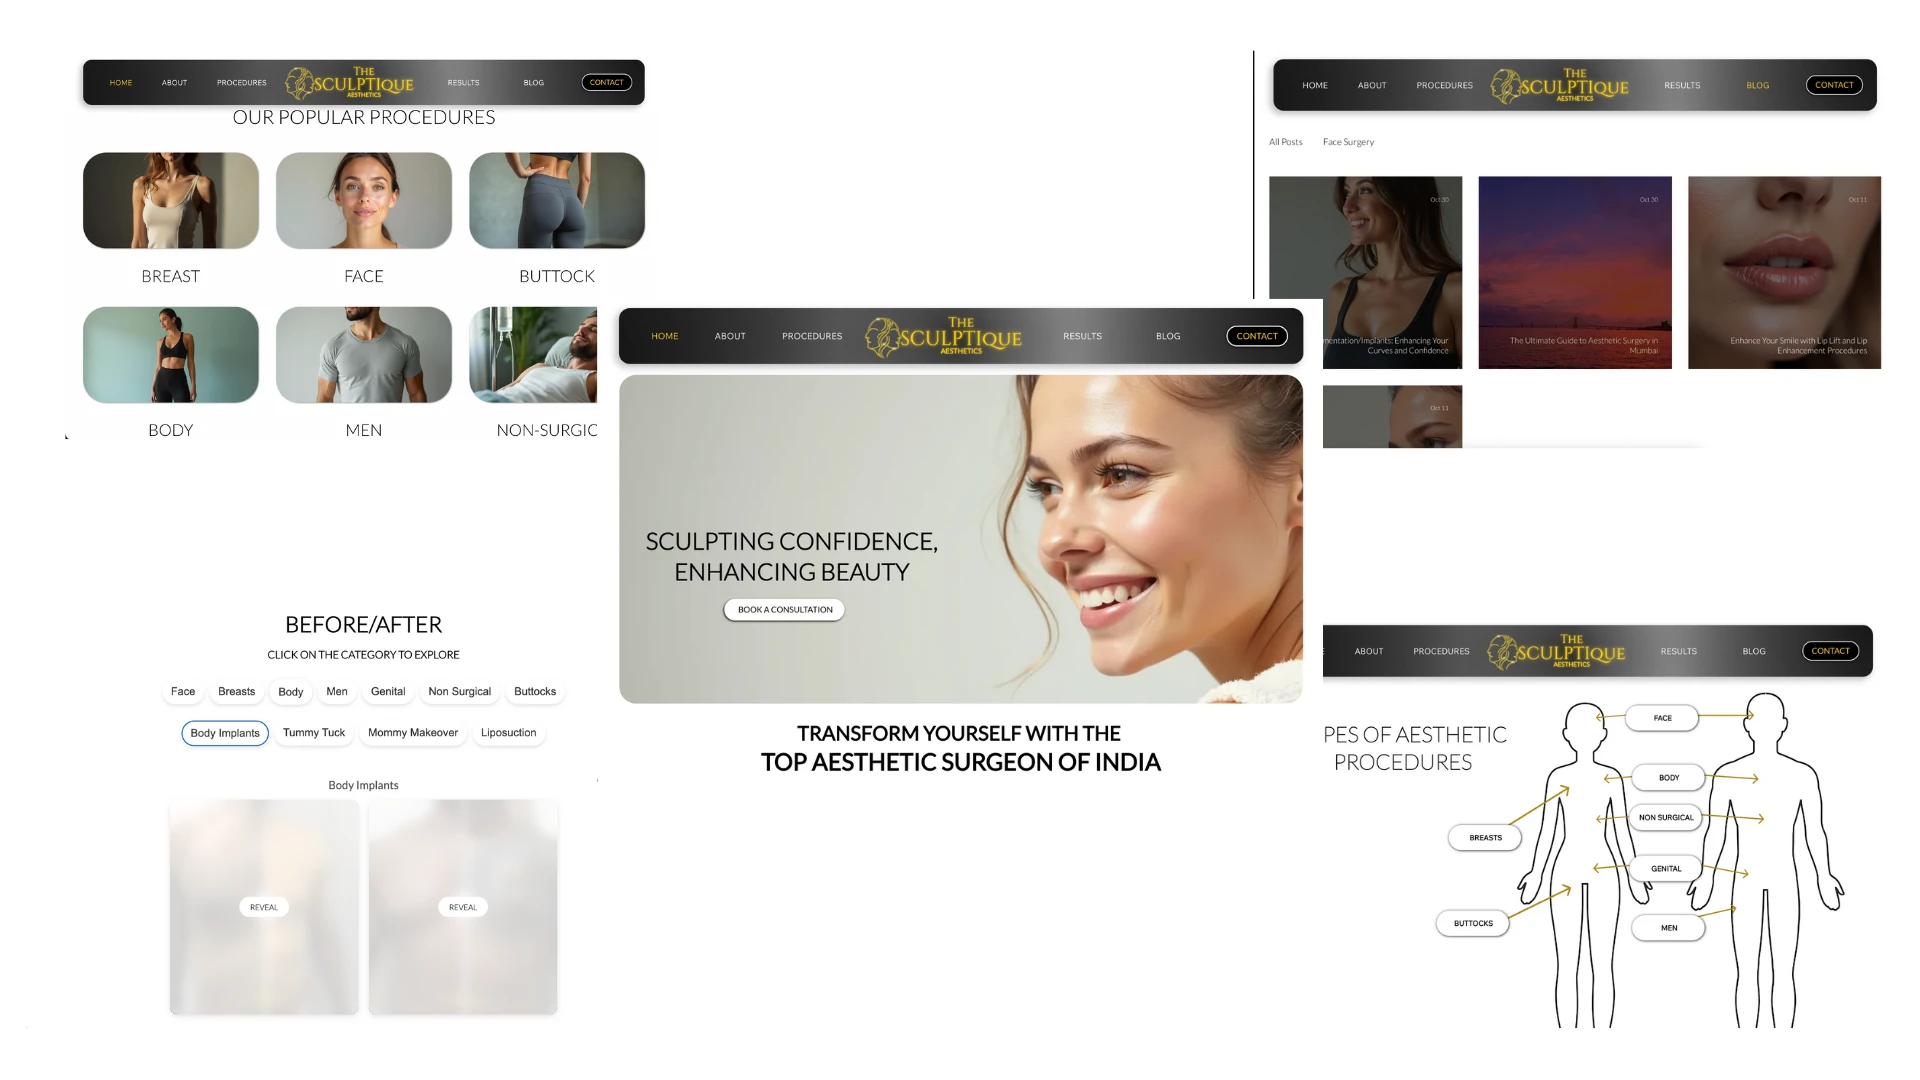 HOME ABOUT PROCEDURES THE SCULPTIQUE AESTHETICS RESULTS BLOG CONTACT
OUR POPULAR PROCEDURES
BREAST FACE BUTTOCK
BODY MEN NON-SURGIC
HOME ABOUT PROCEDURES THE SCULPTIQUE AESTHETICS RESULTS BLOG CONTACT
All Posts Face Surgery
Oct 30
mentation/Implants: Enhancing Your
Curves and Confidence
Oct 30
The Ultimate Guide to Aesthetic Surgery in
Mumbai
Oct 11
Enhance Your Smile with Lip Lift and Lip
Enhancement Procedures
Oct 11
HOME ABOUT PROCEDURES THE SCULPTIQUE AESTHETICS RESULTS BLOG CONTACT
SCULPTING CONFIDENCE,
ENHANCING BEAUTY
BOOK A CONSULTATION
TRANSFORM YOURSELF WITH THE
TOP AESTHETIC SURGEON OF INDIA
BEFORE/AFTER
CLICK ON THE CATEGORY TO EXPLORE
Face Breasts Body Men Genital Non Surgical Buttocks
Body Implants Tummy Tuck Mommy Makeover Liposuction
Body Implants
REVEAL REVEAL
E ABOUT PROCEDURES THE SCULPTIQUE AESTHETICS RESULTS BLOG CONTACT
PES OF AESTHETIC
PROCEDURES
FACE
BODY
NON SURGICAL
BREASTS
GENITAL
BUTTOCKS
MEN